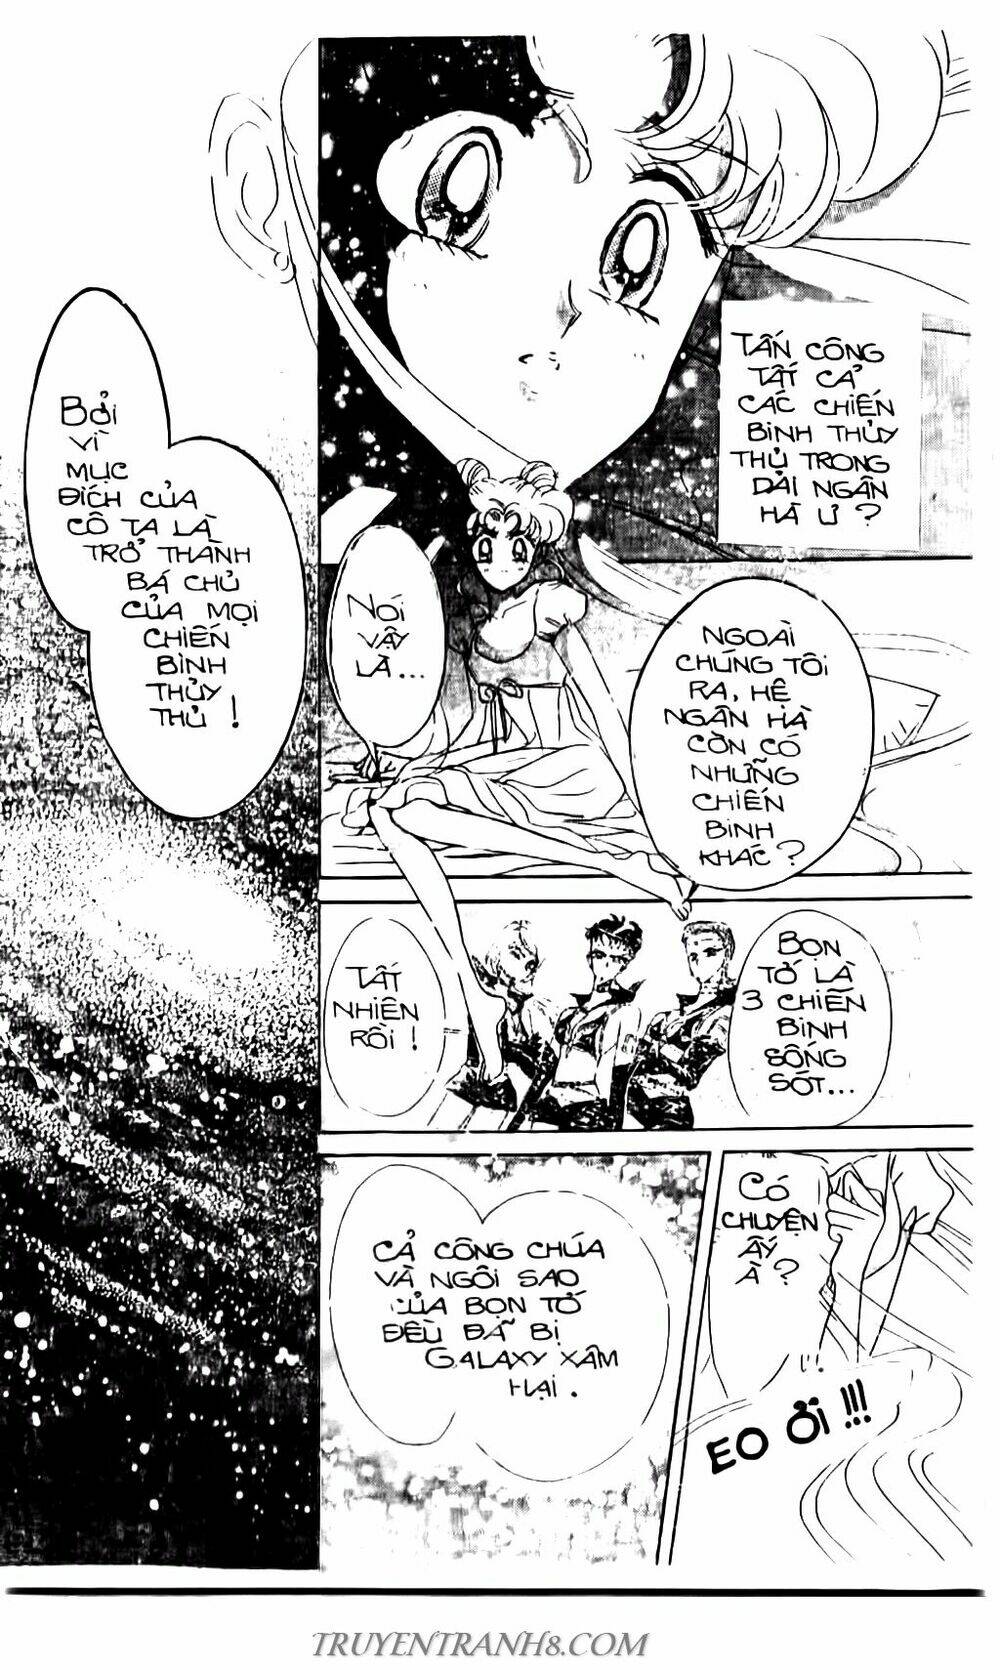 BỞI
VÌ
MỤC
ĐÍCH CỦA
CÔ TA LÀ
TRỞ THÀNH
BÁ CHỦ
CỦA MỌI
CHIẾN
BINH
THỦY
THỦ !
TẤN CÔNG
TẤT CẢ
CÁC CHIẾN
BINH THỦY
THỦ TRONG
DẢI NGÂN
HÀ Ư ?
NÓI
VẬY
LÀ...
NGOÀI
CHÚNG TÔI
RA, HỆ
NGÂN HÀ
CÒN CÓ
NHỮNG
CHIẾN
BINH
KHÁC ?
TẤT
NHIÊN
RỒI !
BỌN
TỚ LÀ
3 CHIẾN
BINH
SỐNG
SÓT...
CẢ CÔNG CHÚA
VÀ NGÔI SAO
CỦA BỌN TỚ
ĐỀU ĐÃ BỊ
GALAXY XÂM
HẠI .
CÓ
CHUYỆN
ẤY
À ?
EO ÔI !!!
TRUYENTRANH8.COM